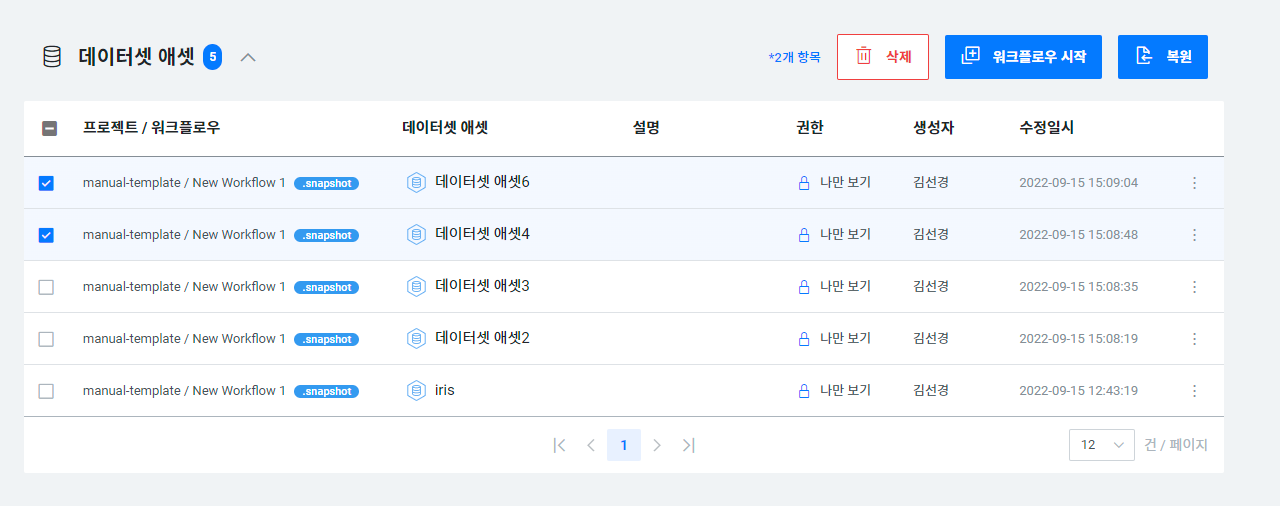 데이터셋 애셋 5 *2개 항목 삭제 워크플로우 시작 복원
프로젝트 / 워크플로우 데이터셋 애셋 설명 권한 생성자 수정일시
manual-template / New Workflow 1 .snapshot 데이터셋 애셋6 나만 보기 김선경 2022-09-15 15:09:04
manual-template / New Workflow 1 .snapshot 데이터셋 애셋4 나만 보기 김선경 2022-09-15 15:08:48
manual-template / New Workflow 1 .snapshot 데이터셋 애셋3 나만 보기 김선경 2022-09-15 15:08:35
manual-template / New Workflow 1 .snapshot 데이터셋 애셋2 나만 보기 김선경 2022-09-15 15:08:19
manual-template / New Workflow 1 .snapshot iris 나만 보기 김선경 2022-09-15 12:43:19
1 12 건 / 페이지